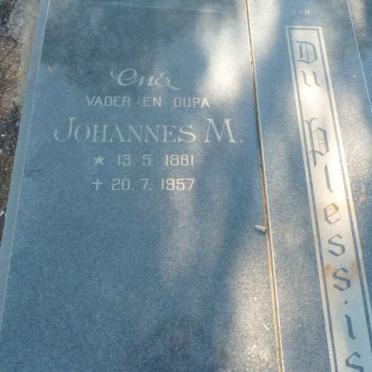 Ons
VADER EN OUPA
JOHANNES M.
★ 13. 5. 1881
✝ 20. 7. 1957
Du Plessis